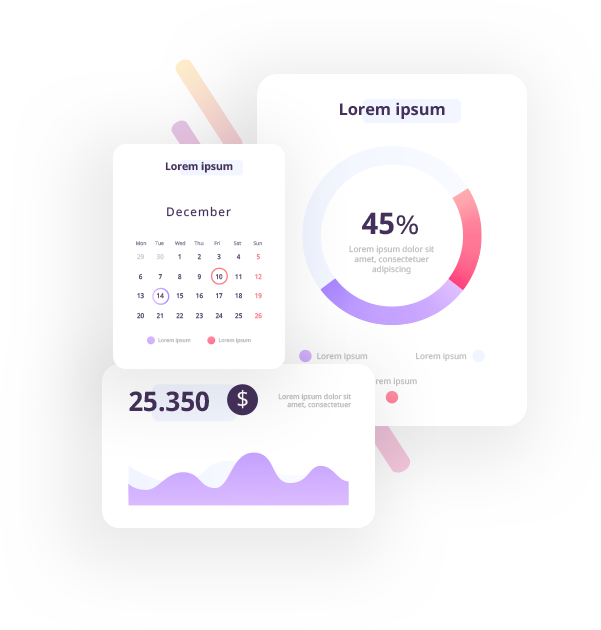 Lorem ipsum
45%
Lorem ipsum dolor sit
amet, consectetuer
adipiscing
Lorem ipsum
Lorem ipsum
rem ipsum
Lorem ipsum
December
Mon Tue Wed Thu Fri Sat Sun
29 30 1 2 3 4 5
6 7 8 9 10 11 12
13 14 15 16 17 18 19
20 21 22 23 24 25 26
Lorem ipsum Lorem ipsum
25.350 $
Lorem ipsum dolor sit
amet, consectetuer